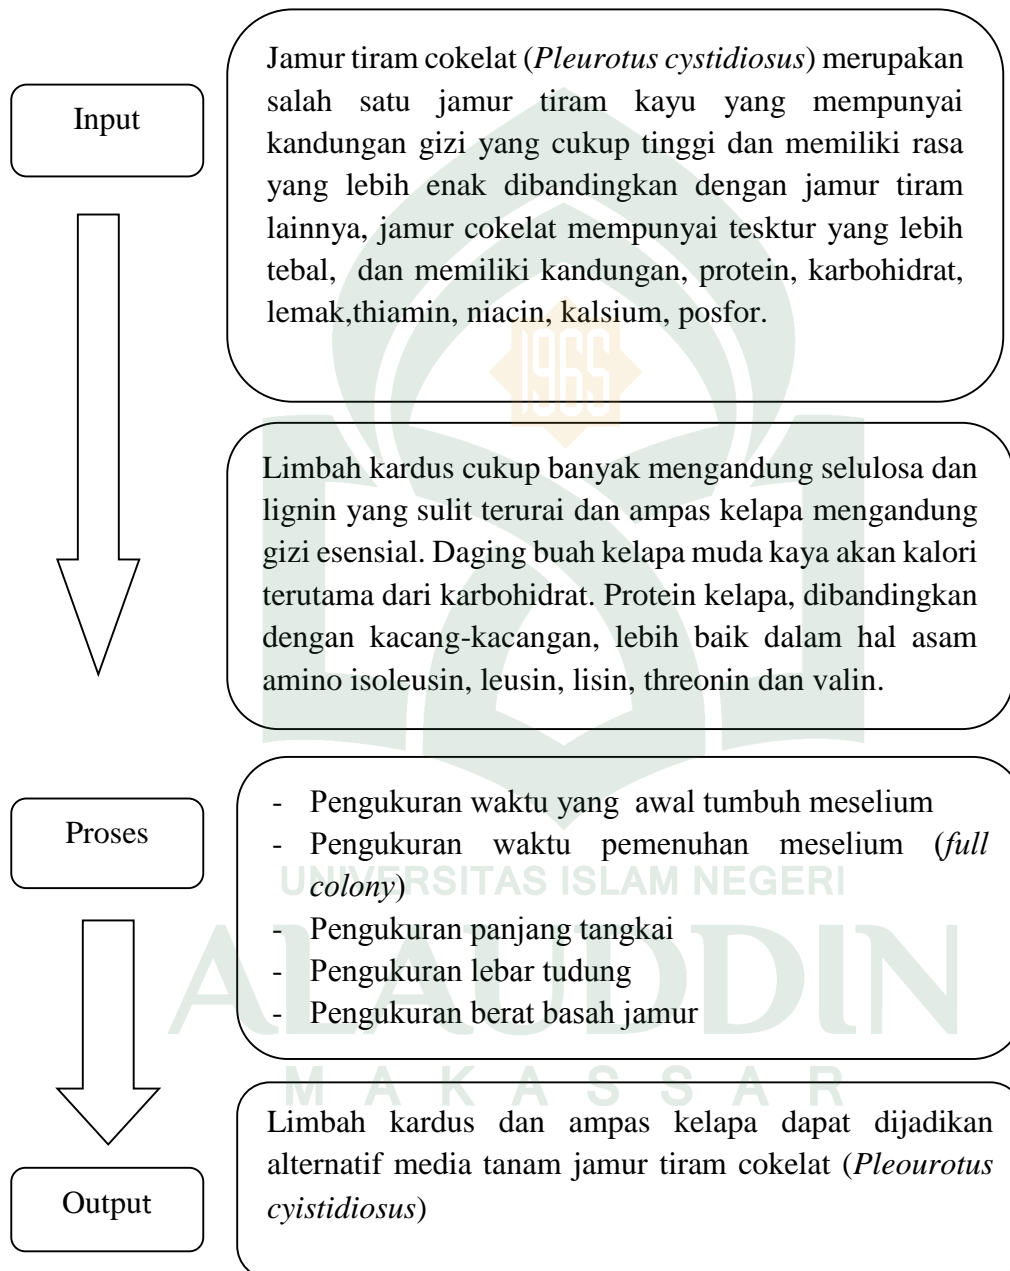 Input
Jamur tiram cokelat (Pleurotus cystidiosus) merupakan
salah satu jamur tiram kayu yang mempunyai
kandungan gizi yang cukup tinggi dan memiliki rasa
yang lebih enak dibandingkan dengan jamur tiram
lainnya, jamur cokelat mempunyai tesktur yang lebih
tebal, dan memiliki kandungan, protein, karbohidrat,
lemak,thiamin, niacin, kalsium, posfor.
1965
Limbah kardus cukup banyak mengandung selulosa dan
lignin yang sulit terurai dan ampas kelapa mengandung
gizi esensial. Daging buah kelapa muda kaya akan kalori
terutama dari karbohidrat. Protein kelapa, dibandingkan
dengan kacang-kacangan, lebih baik dalam hal asam
amino isoleusin, leusin, lisin, threonin dan valin.
Proses
- Pengukuran waktu yang awal tumbuh meselium
- Pengukuran waktu pemenuhan meselium (full
colony)
- Pengukuran panjang tangkai
- Pengukuran lebar tudung
- Pengukuran berat basah jamur
UNIVERSITAS ISLAM NEGERI
ALAUDDIN
MAKASSAR
Output
Limbah kardus dan ampas kelapa dapat dijadikan
alternatif media tanam jamur tiram cokelat (Pleourotus
cyistidiosus)